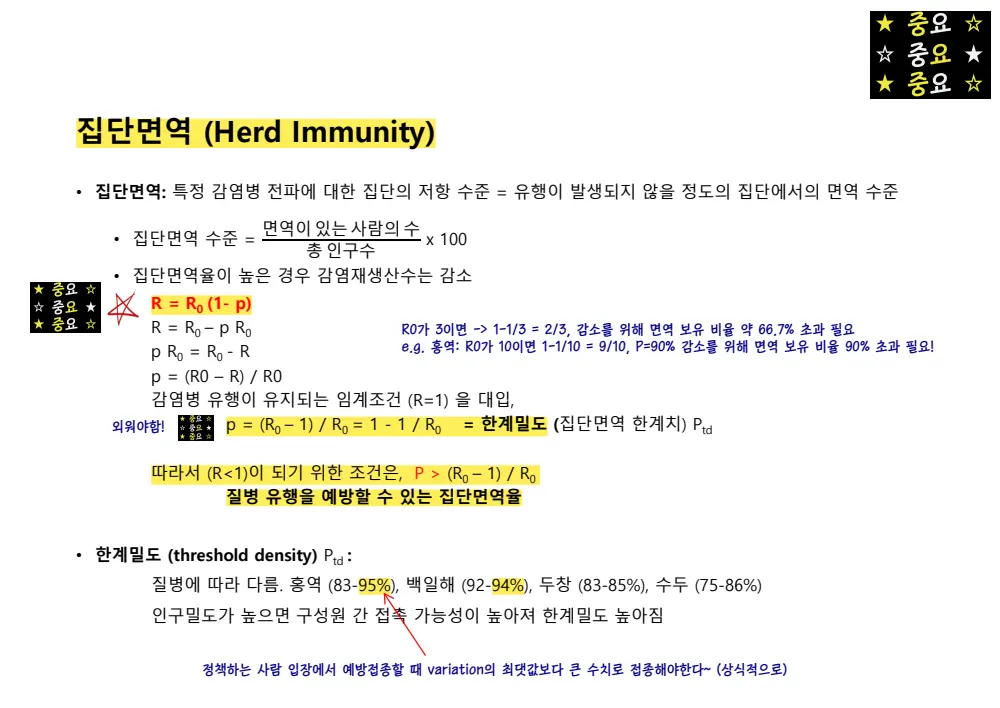 ★ 중요 ☆
☆ 중요 ★
★ 중요 ☆
집단면역 (Herd Immunity)
• 집단면역: 특정 감염병 전파에 대한 집단의 저항 수준 = 유행이 발생되지 않을 정도의 집단에서의 면역 수준
• 집단면역 수준 = 면역이 있는 사람의 수 / 총 인구수 x 100
• 집단면역율이 높은 경우 감염재생산수는 감소
★ 중요 ☆
☆ 중요 ★
★ 중요 ☆
R = R0 (1- p)
R = R0 – p R0
R0가 3이면 -> 1-1/3 = 2/3, 감소를 위해 면역 보유 비율 약 66.7% 초과 필요
e.g. 홍역: R0가 10이면 1-1/10 = 9/10, P=90% 감소를 위해 면역 보유 비율 90% 초과 필요!
p R0 = R0 - R
p = (R0 – R) / R0
감염병 유행이 유지되는 임계조건 (R=1) 을 대입,
외워야함!
★ 중요 ☆
☆ 중요 ★
★ 중요 ☆
p = (R0 – 1) / R0 = 1 - 1 / R0 = 한계밀도 (집단면역 한계치) Ptd
따라서 (R<1)이 되기 위한 조건은, P > (R0 – 1) / R0
질병 유행을 예방할 수 있는 집단면역율
• 한계밀도 (threshold density) Ptd :
질병에 따라 다름. 홍역 (83-95%), 백일해 (92-94%), 두창 (83-85%), 수두 (75-86%)
인구밀도가 높으면 구성원 간 접촉 가능성이 높아져 한계밀도 높아짐
정책하는 사람 입장에서 예방접종할 때 variation의 최댓값보다 큰 수치로 접종해야한다~ (상식적으로)